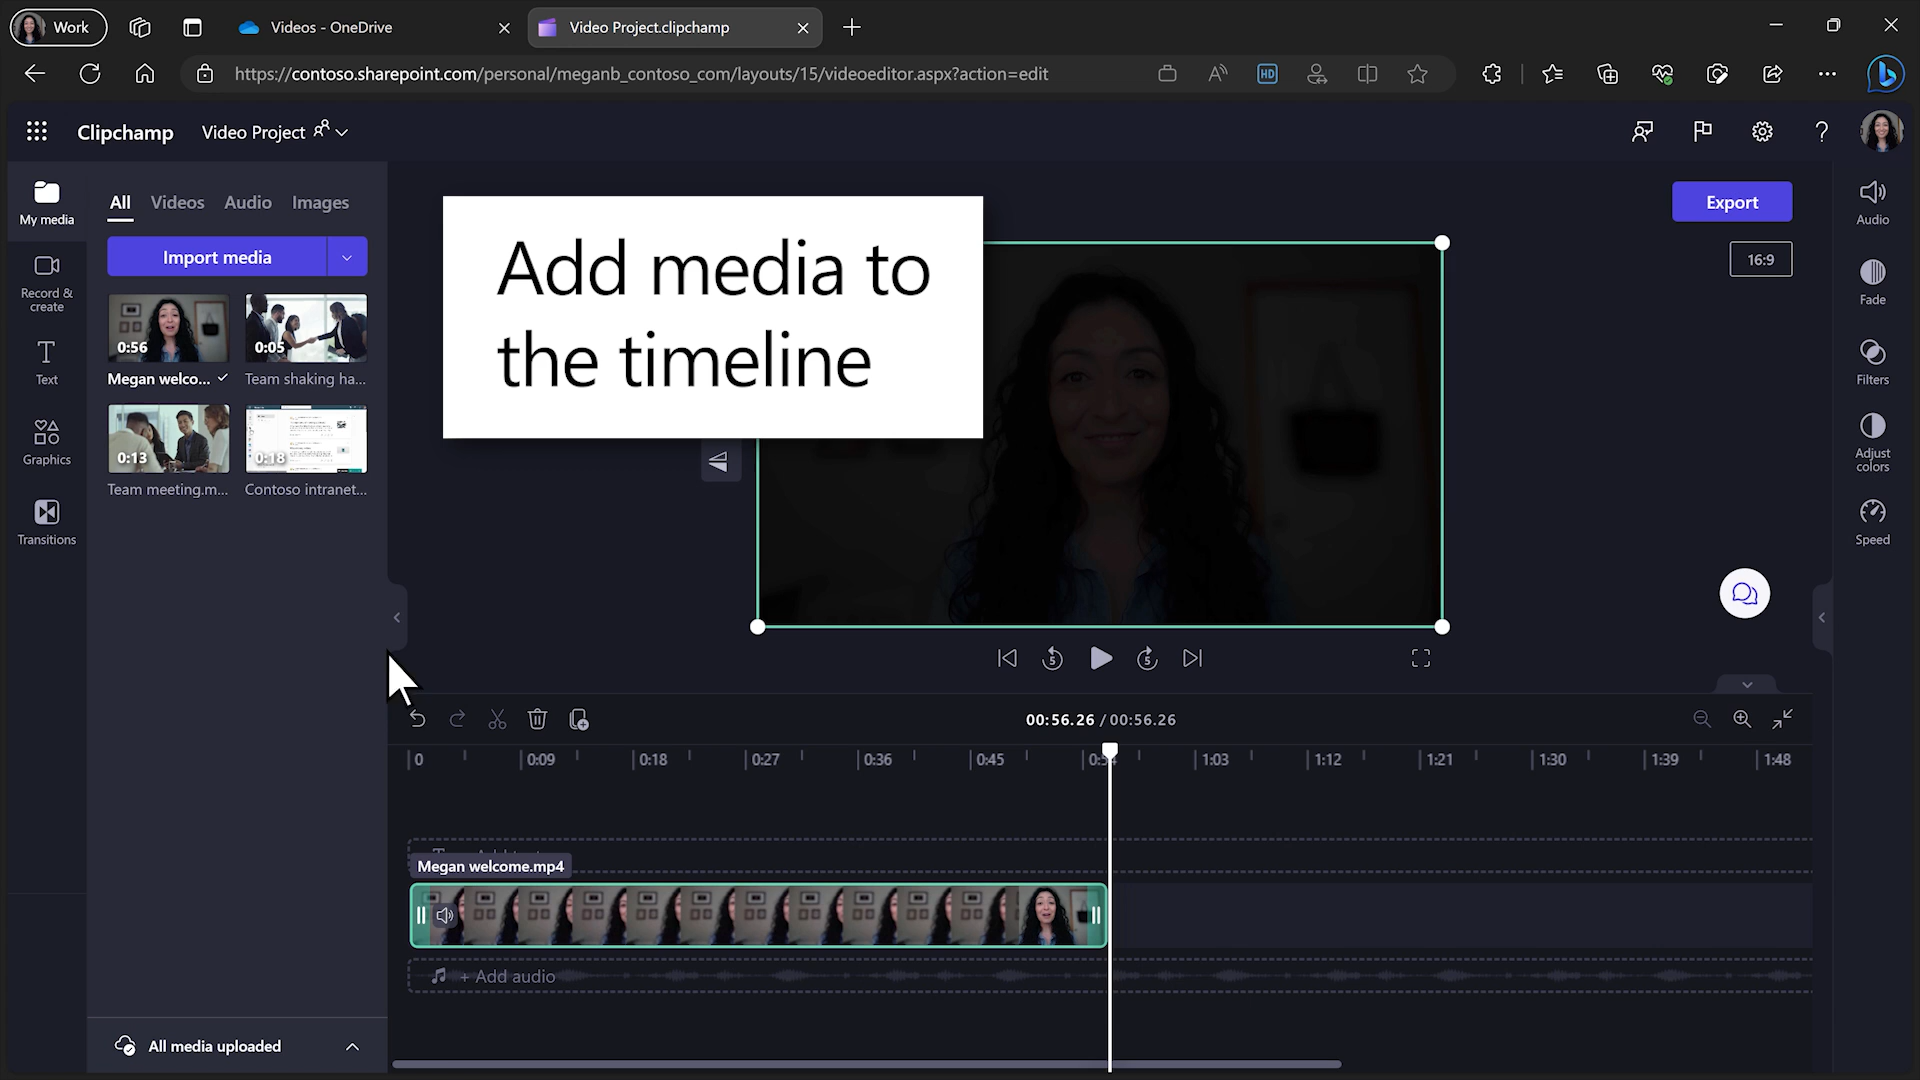 Work
Videos - OneDrive
Video Project.clipchamp
https://contoso.sharepoint.com/personal/meganb_contoso_com/layouts/15/videoeditor.aspx?action=edit
HD
Clipchamp
Video Project
My media
Record &
create
Text
Graphics
Transitions
All Videos Audio Images
Import media
0:56
0:05
Megan welco...
Team shaking ha...
0:13
0:18
Team meeting.m...
Contoso intranet...
Add media to
the timeline
Export
16:9
Audio
Fade
Filters
Adjust
colors
Speed
5
5
00:56.26 / 00:56.26
0 0:09 0:18 0:27 0:36 0:45 1:03 1:12 1:21 1:30 1:39 1:48
Megan welcome.mp4
+ Add audio
All media uploaded